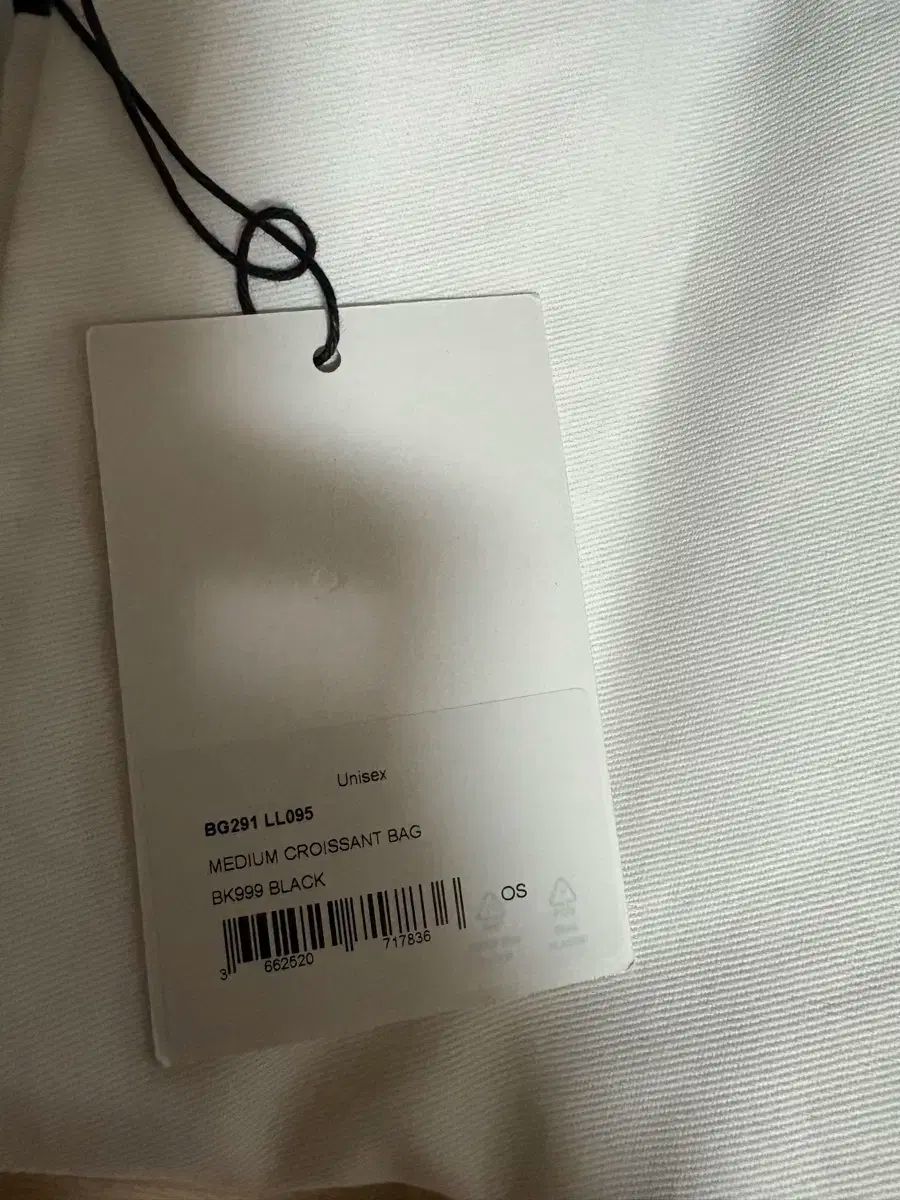 Unisex
BG291 LL095
MEDIUM CROISSANT BAG
BK999 BLACK
OS
3 662520 717836